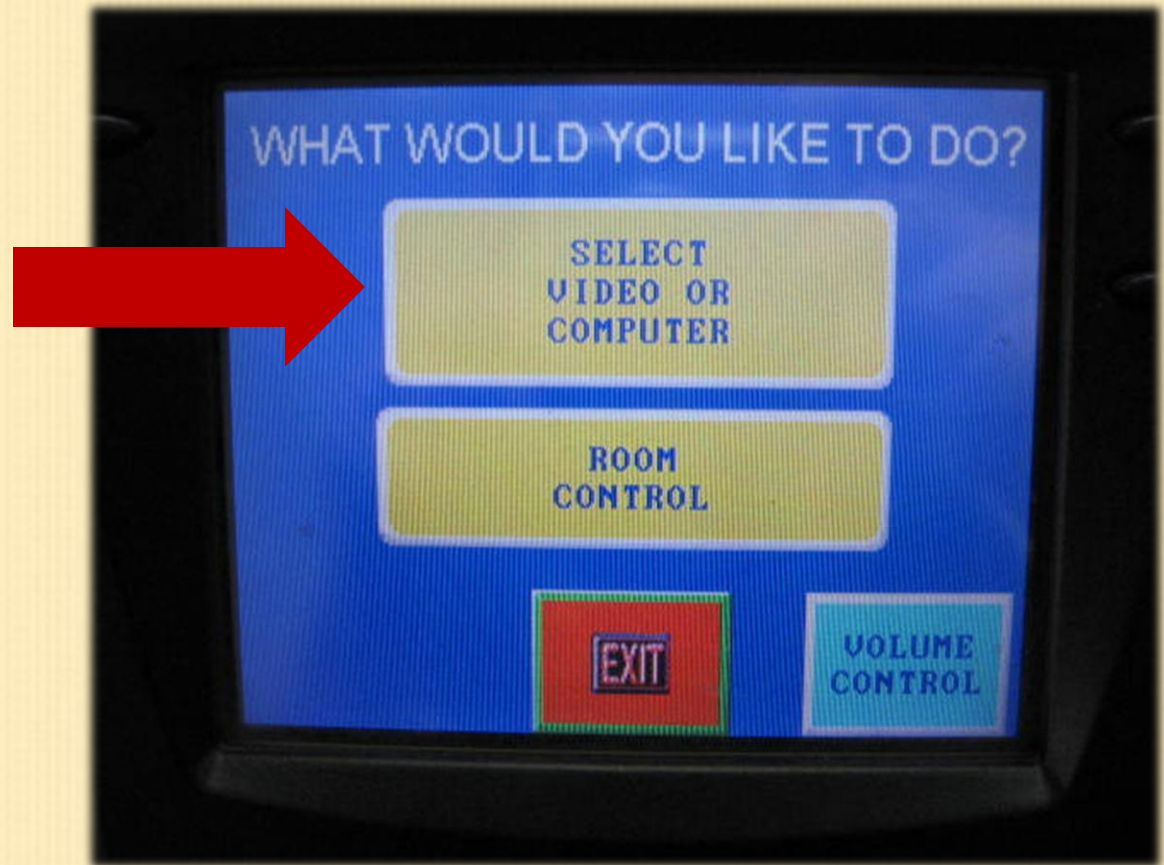 WHAT WOULD YOU LIKE TO DO?
SELECT
VIDEO OR
COMPUTER
ROOM
CONTROL
EXIT
VOLUME
CONTROL